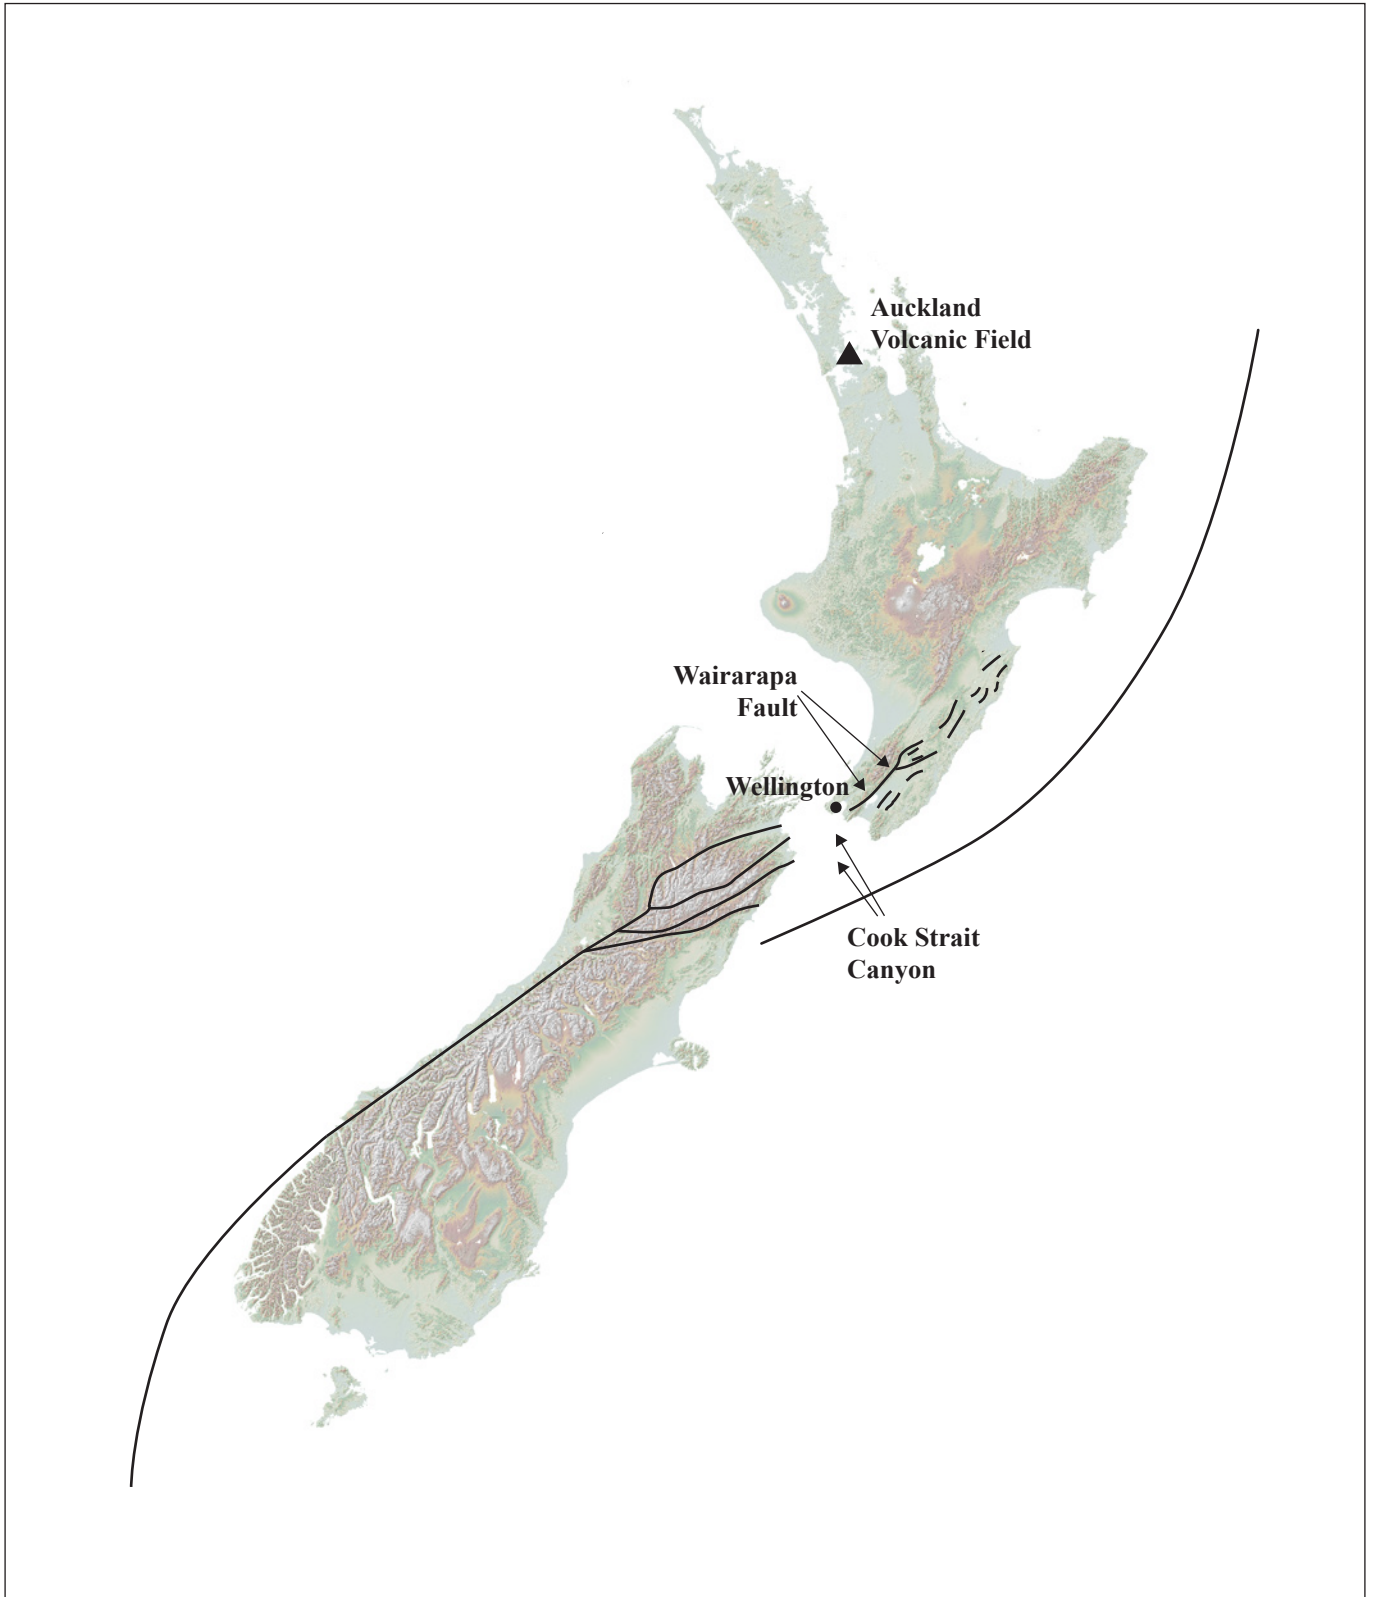 Auckland
Volcanic Field
Wairarapa
Fault
Wellington
Cook Strait
Canyon